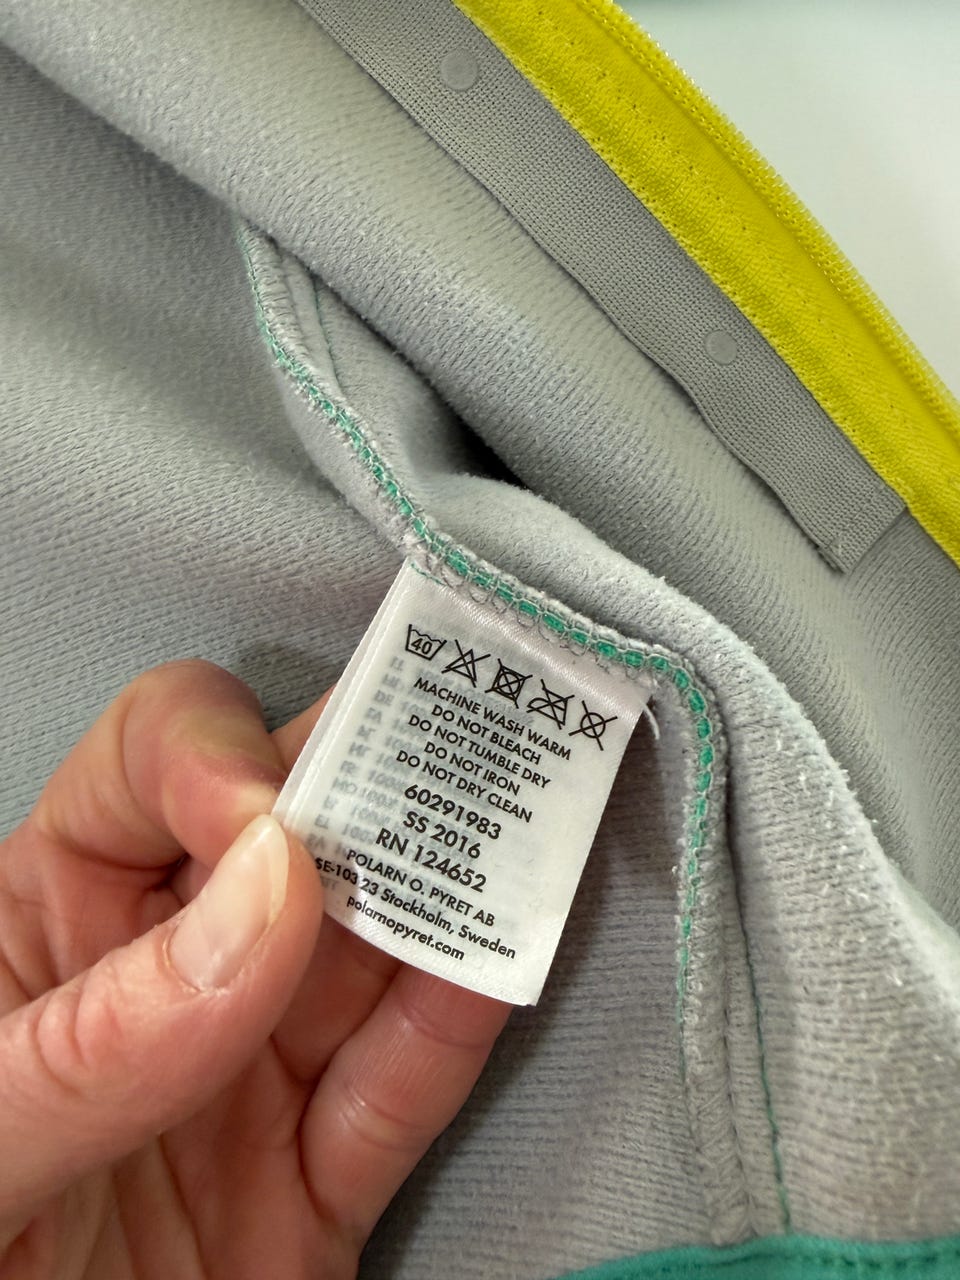 40
MACHINE WASH WARM
DO NOT BLEACH
DO NOT TUMBLE DRY
DO NOT IRON
DO NOT DRY CLEAN
60291983
SS 2016
RN 124652
POLARN O. PYRET AB
SE-103 23 Stockholm, Sweden
polarnopyret.com